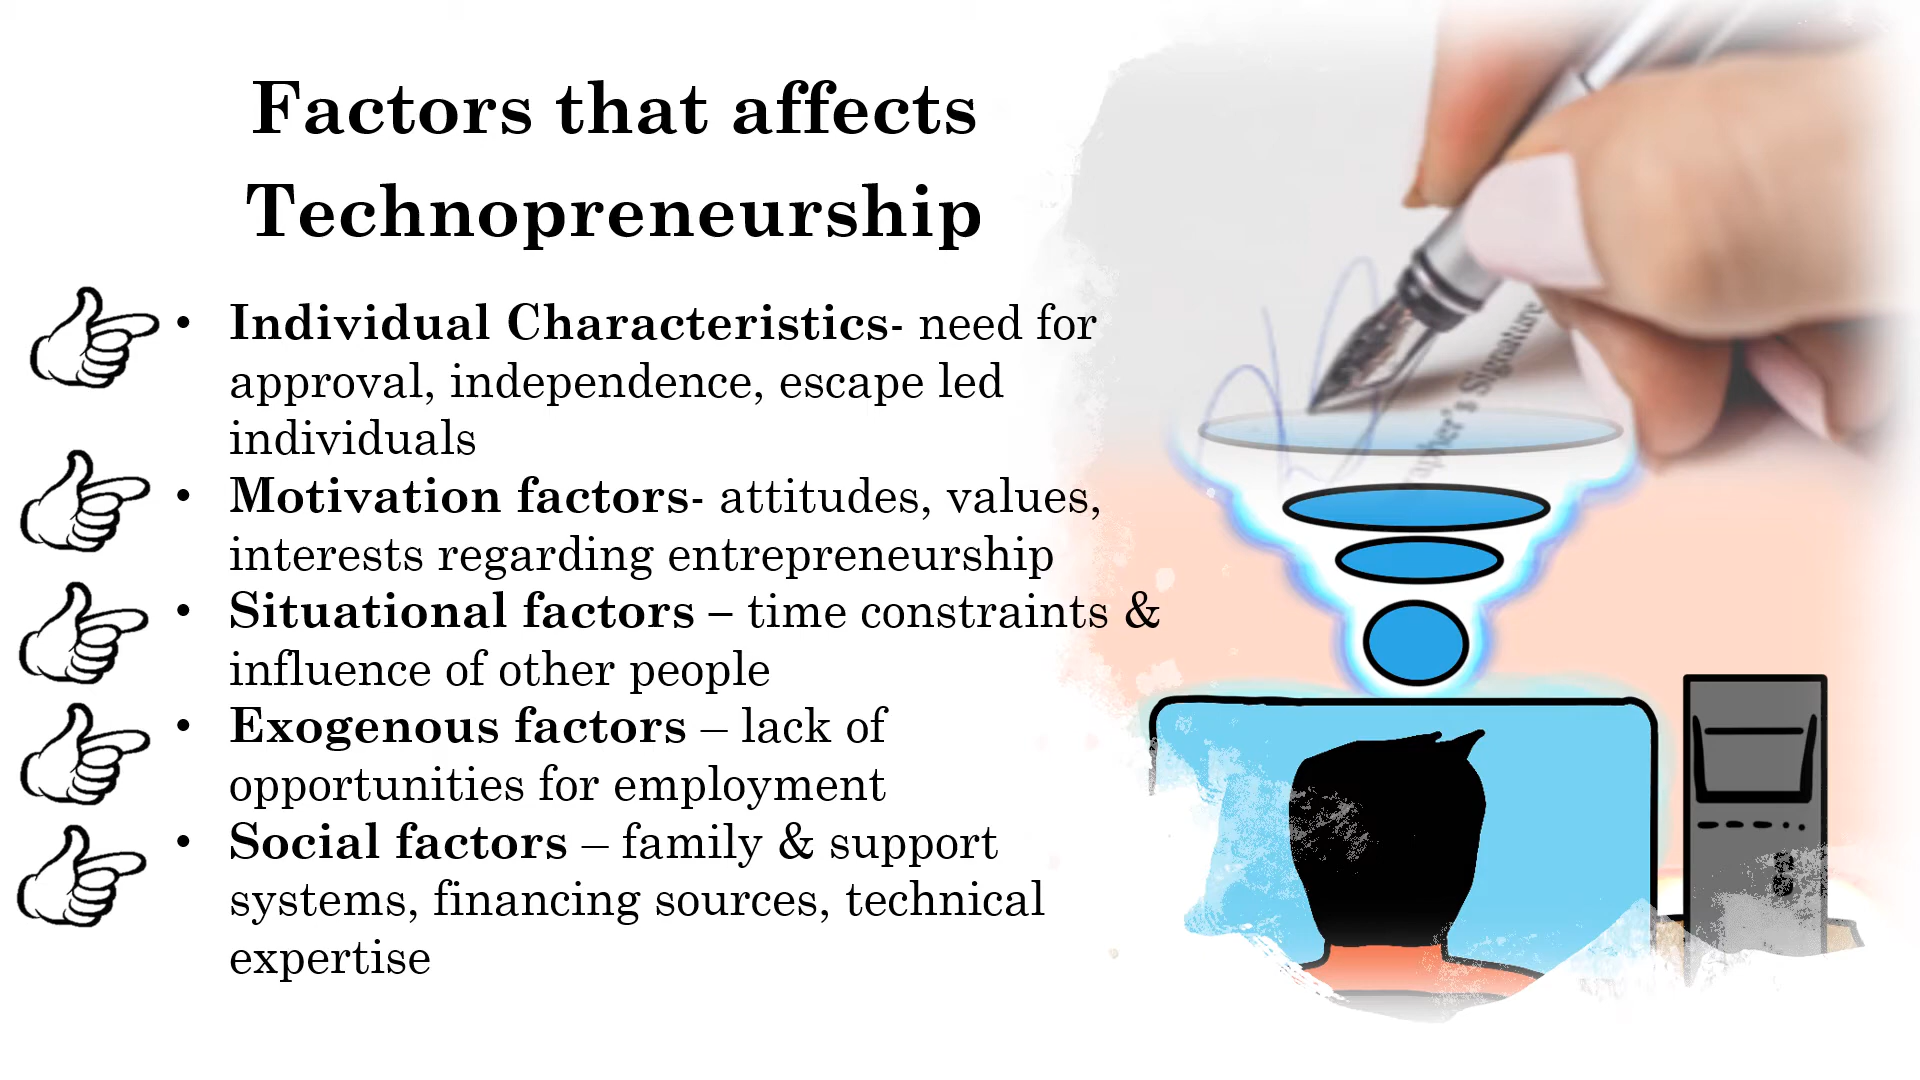 Factors that affects
Technopreneurship
• Individual Characteristics- need for
approval, independence, escape led
individuals
• Motivation factors- attitudes, values,
interests regarding entrepreneurship
• Situational factors – time constraints &
influence of other people
• Exogenous factors – lack of
opportunities for employment
• Social factors – family & support
systems, financing sources, technical
expertise
Signature